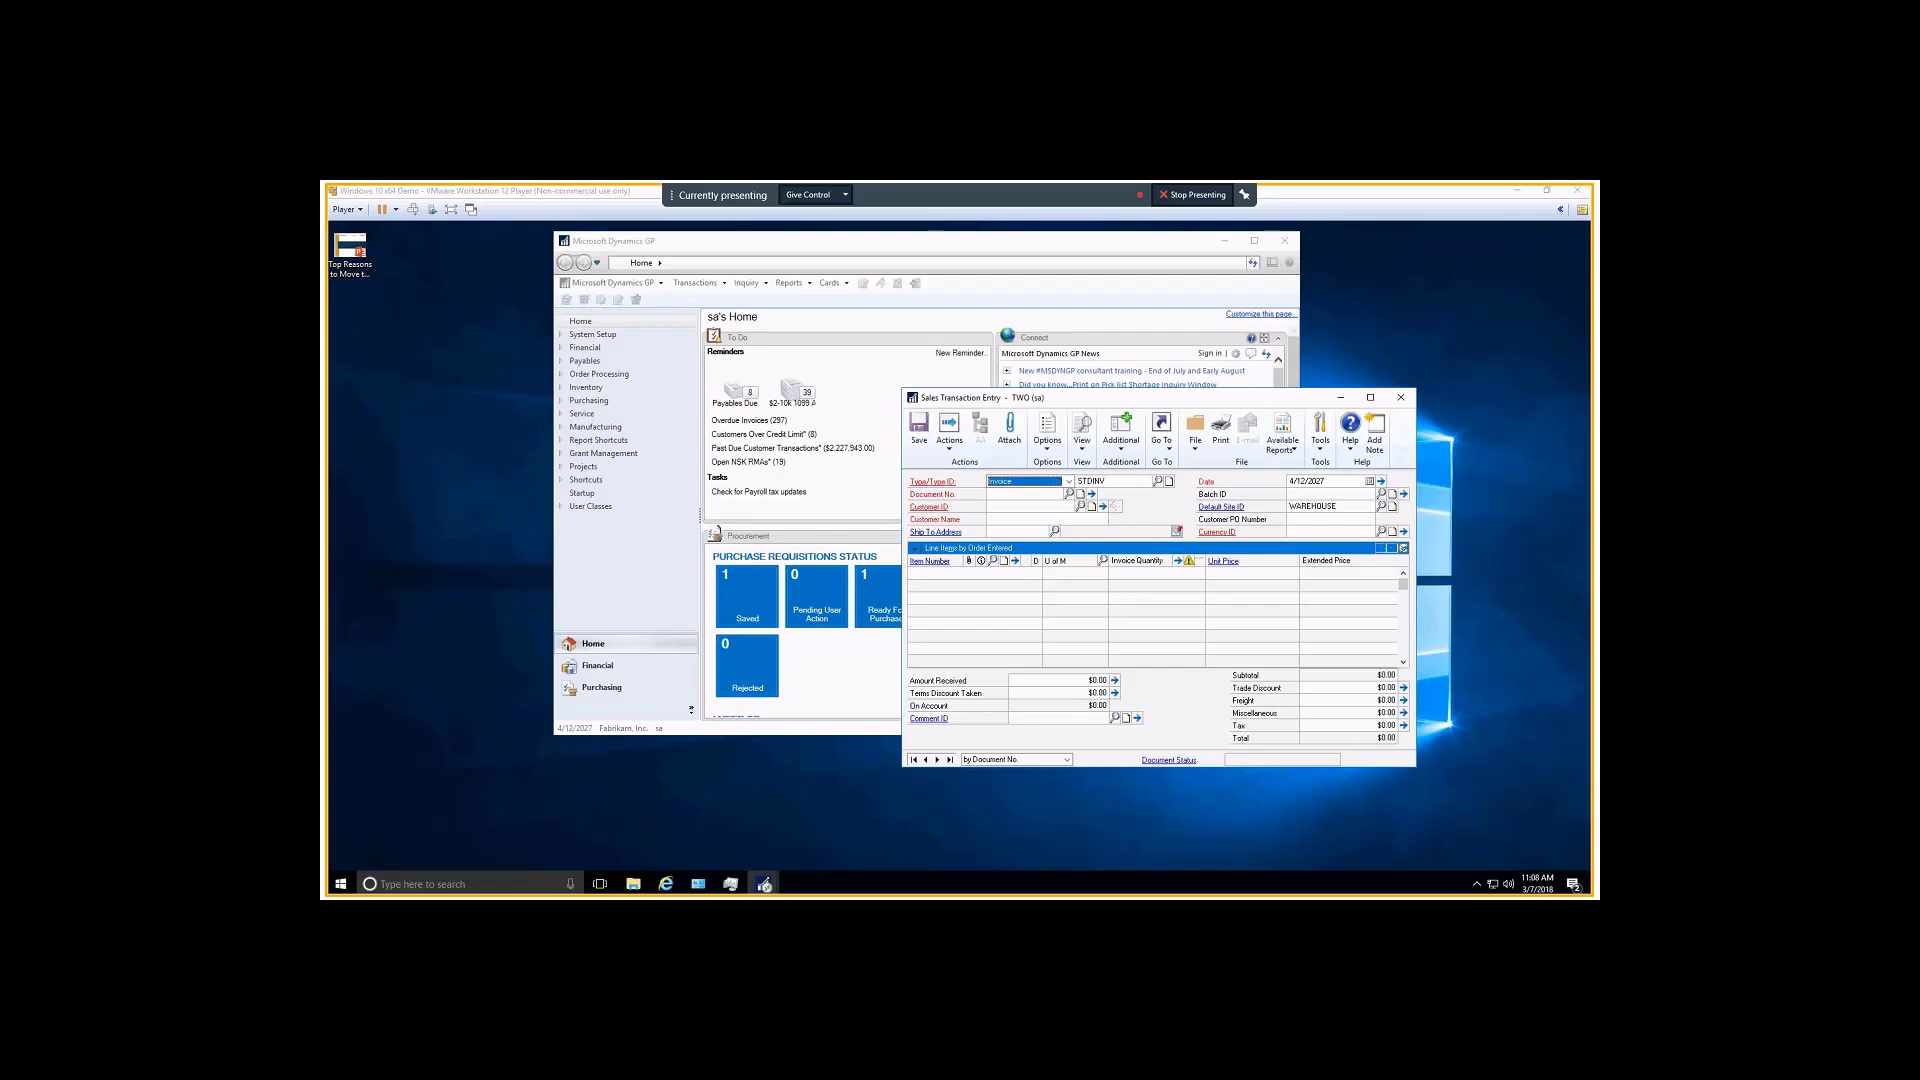 Windows 10 x64 Demo - VMware Workstation 12 Player (Non-commercial use only)
Currently presenting
Give Control
Stop Presenting
Player
Top Reasons
to Move t...
Microsoft Dynamics GP
Home
Microsoft Dynamics GP
Transactions
Inquiry
Reports
Cards
Home
System Setup
Financial
Payables
Order Processing
Inventory
Purchasing
Service
Manufacturing
Report Shortcuts
Grant Management
Projects
Shortcuts
Startup
User Classes
Home
Financial
Purchasing
4/12/2027 Fabrikam, Inc. sa
sa's Home
Customize this page...
To Do
Reminders
New Reminder...
8
39
Payables Due
$2-10k 1099 A
Overdue Invoices (297)
Customers Over Credit Limit* (8)
Past Due Customer Transactions* ($2,227,943.00)
Open NSK RMAs* (19)
Tasks
Check for Payroll tax updates
Procurement
PURCHASE REQUISITIONS STATUS
1
Saved
0
Pending User
Action
1
Ready Fo
Purchase
0
Rejected
Connect
Microsoft Dynamics GP News
Sign in
New #MSDYNGP consultant training - End of July and Early August
Did you know...Print on Pick list Shortage Inquiry Window
Sales Transaction Entry - TWO (sa)
Save
Actions
AA
Attach
Options
View
Additional
Go To
File
Print
E-mail
Available
Reports
Tools
Help
Add
Note
Actions
Options
View
Additional
Go To
File
Tools
Help
Type/Type ID:
Invoice
STDINV
Date
4/12/2027
Document No.
Batch ID
Customer ID
Default Site ID
WAREHOUSE
Customer Name
Customer PO Number
Ship To Address
Currency ID
Line Items by Order Entered
Item Number
D
U of M
Invoice Quantity
Unit Price
Extended Price
Amount Received
$0.00
Terms Discount Taken
$0.00
On Account
$0.00
Comment ID
Subtotal
$0.00
Trade Discount
$0.00
Freight
$0.00
Miscellaneous
$0.00
Tax
$0.00
Total
$0.00
by Document No.
Document Status
Type here to search
11:08 AM
3/7/2018
2